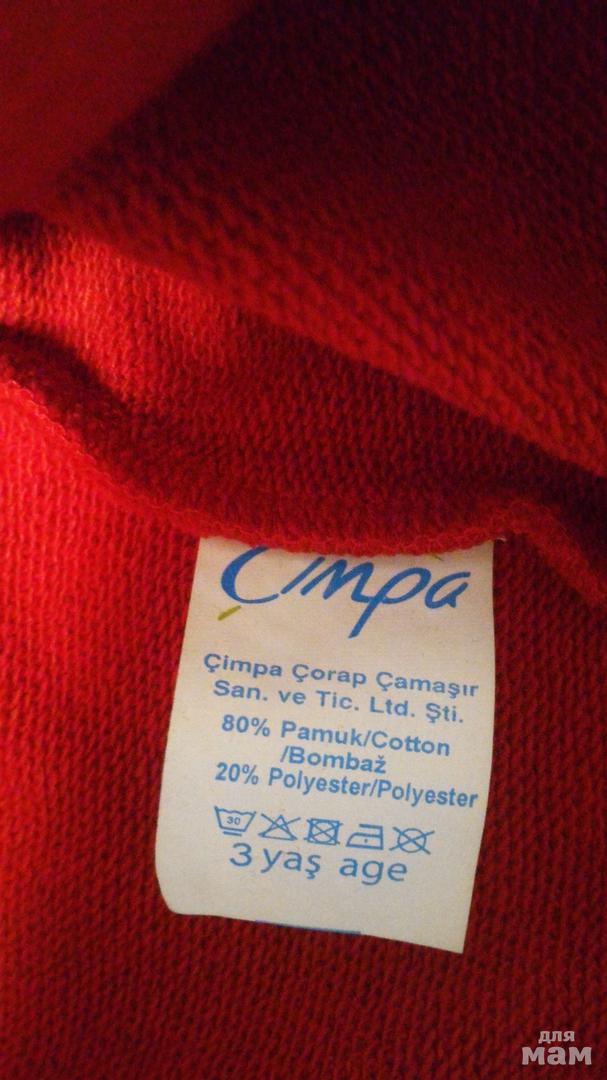 Çimpa
Çimpa Çorap Çamaşır
San. ve Tic. Ltd. Şti.
80% Pamuk/Cotton
/Bombaž
20% Polyester/Polyester
30
3 yaş age
для
мам